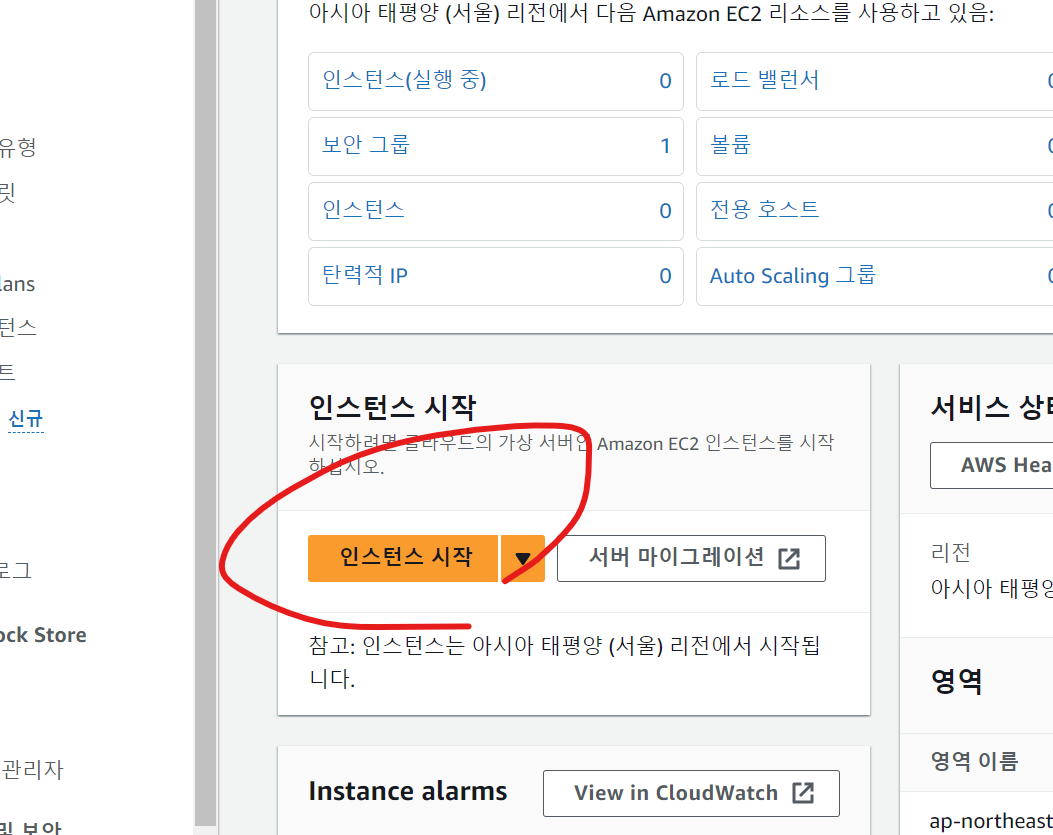 아시아 태평양 (서울) 리전에서 다음 Amazon EC2 리소스를 사용하고 있음:
인스턴스(실행 중) 0
로드 밸런서
보안 그룹 1
볼륨
인스턴스 0
전용 호스트
탄력적 IP 0
Auto Scaling 그룹
유형
릿
lans
턴스
트
신규
로그
ock Store
관리자
및 보안
인스턴스 시작
시작하려면 클라우드의 가상 서버인 Amazon EC2 인스턴스를 시작
하십시오.
인스턴스 시작
서버 마이그레이션
참고: 인스턴스는 아시아 태평양 (서울) 리전에서 시작됩
니다.
Instance alarms
View in CloudWatch
서비스 상태
AWS Hea
리전
아시아 태평양
영역
영역 이름
ap-northeast